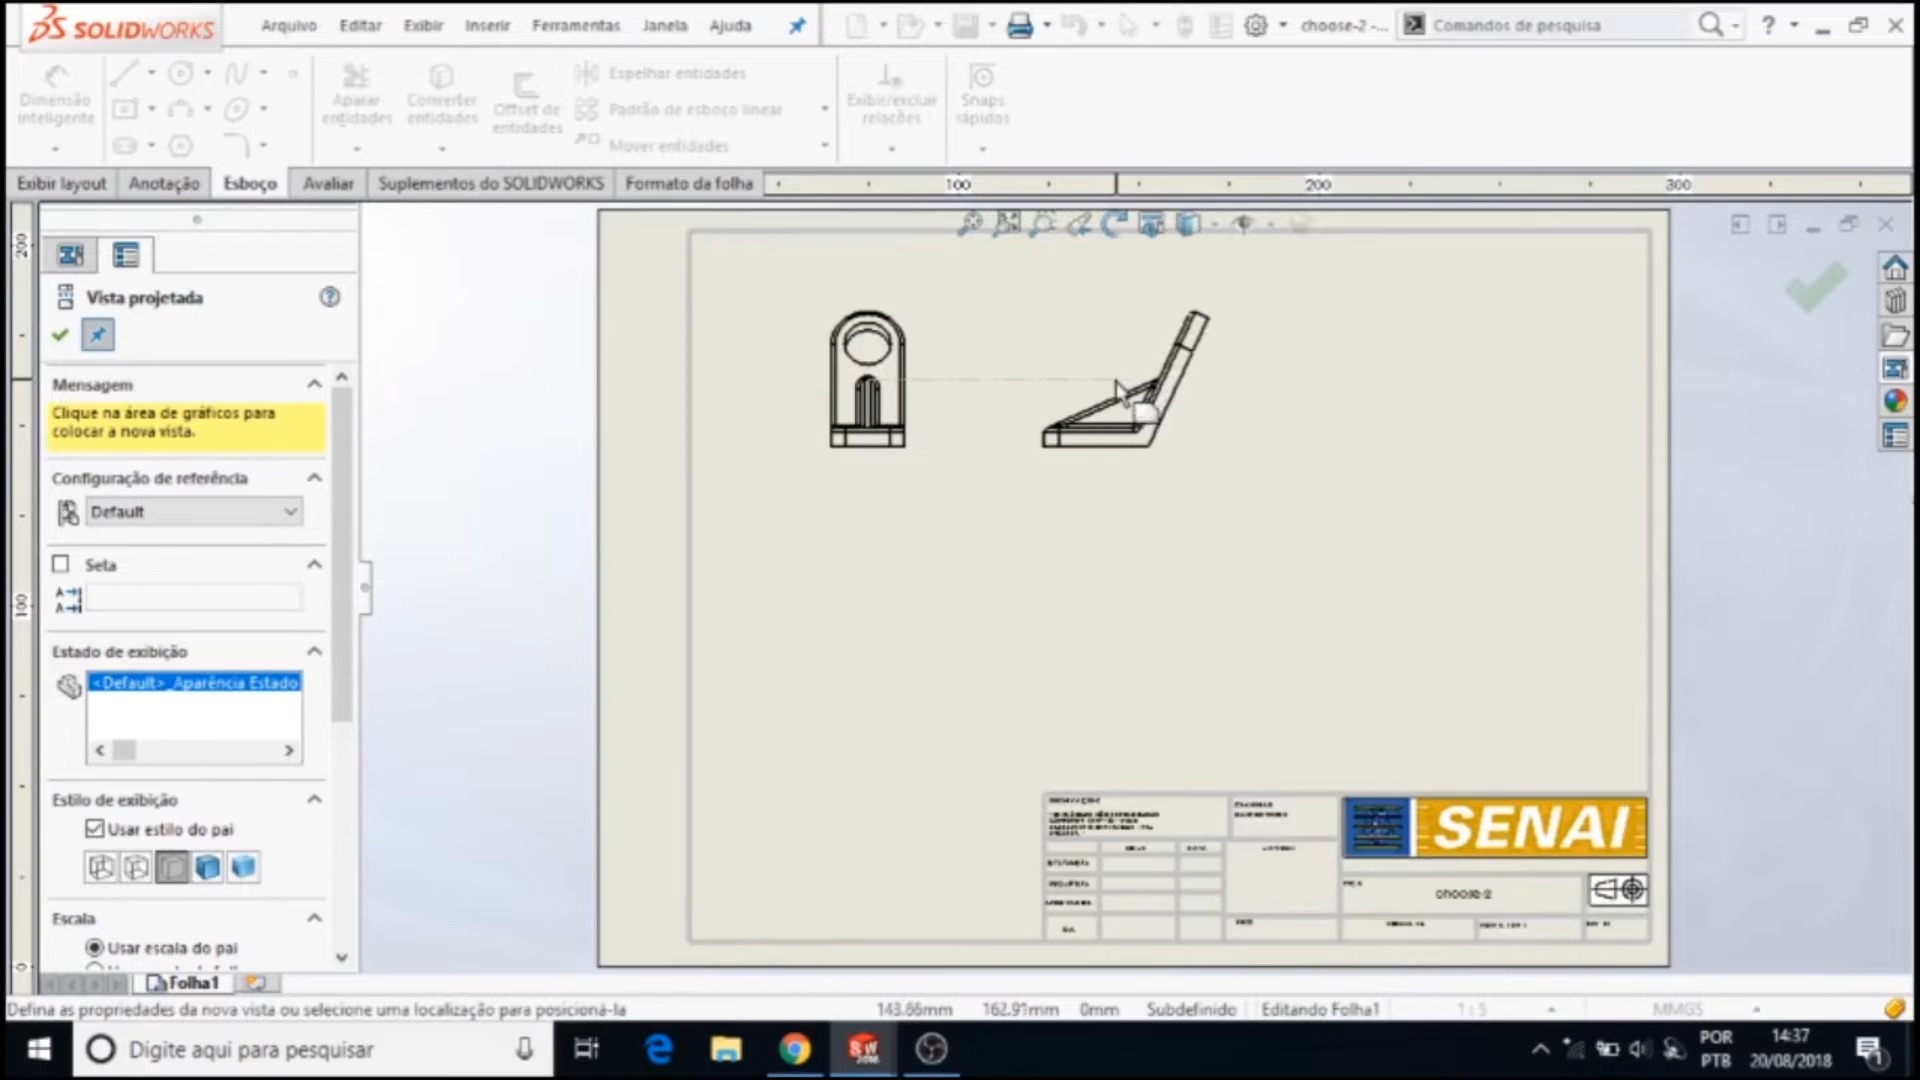 SOLIDWORKS
Arquivo Editar Exibir Inserir Ferramentas Janela Ajuda
choose-2 -...
Comandos de pesquisa
?
Dimensão
inteligente
Aparar
entidades
Converter
entidades
Offset de
entidades
Espelhar entidades
Padrão de esboço linear
Mover entidades
Exibir/excluir
relações
Snaps
rápidos
Exibir layout Anotação Esboço Avaliar Suplementos do SOLIDWORKS Formato da folha
100 200 300
200
100
0
Vista projetada
Mensagem
Clique na área de gráficos para
colocar a nova vista.
Configuração de referência
Default
Seta
Estado de exibição
<Default>_Aparência Estado
Estilo de exibição
Usar estilo do pai
Escala
Usar escala do pai
SENAI
choose-2
Folha1
Defina as propriedades da nova vista ou selecione uma localização para posicioná-la
143.66mm 162.91mm 0mm Subdefinido Editando Folha1 1:5 MMGS
Digite aqui para pesquisar
POR
PTB
14:37
20/08/2018